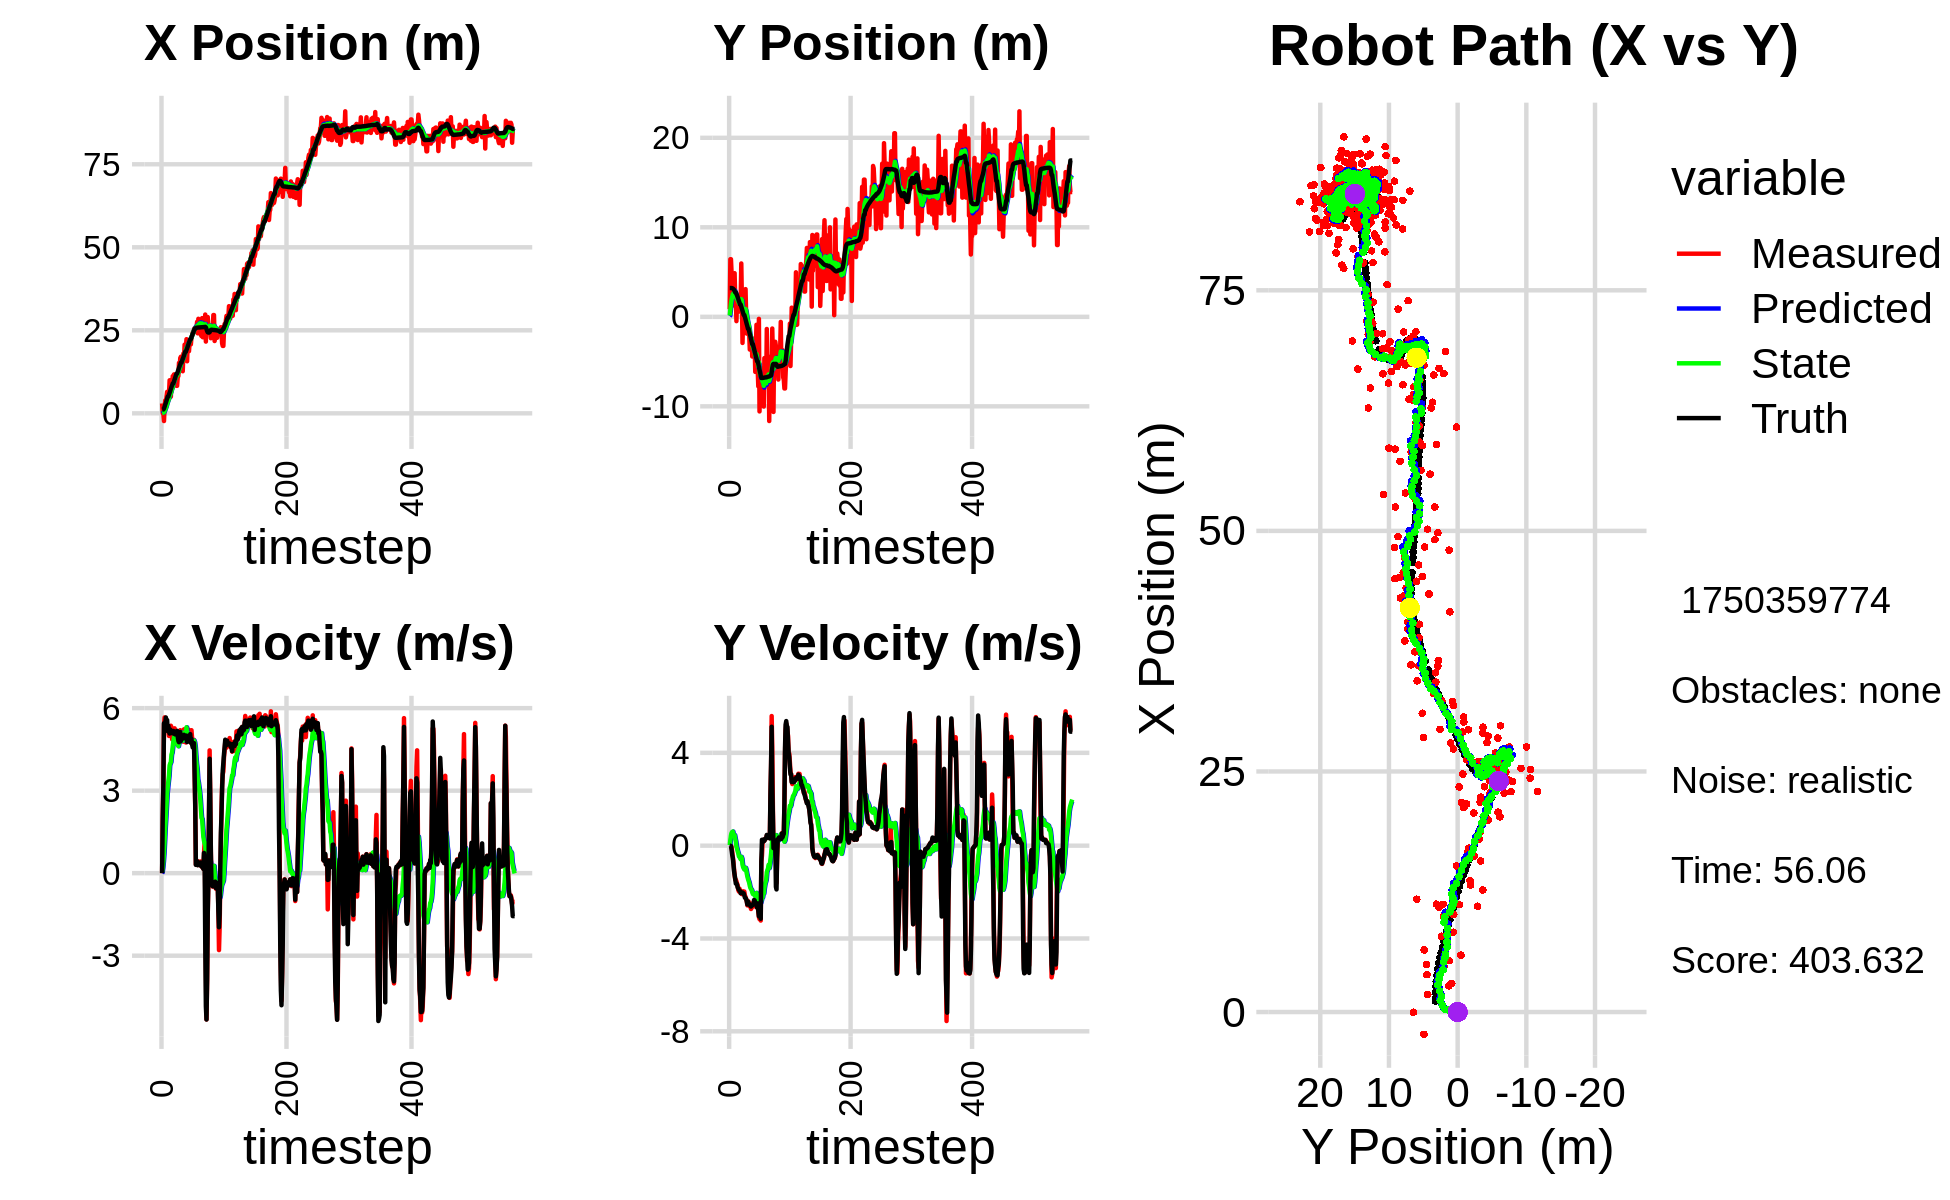 X Position (m)
75
50
25
0
0
200
400
timestep
Y Position (m)
20
10
0
-10
0
200
400
timestep
X Velocity (m/s)
6
3
0
-3
0
200
400
timestep
Y Velocity (m/s)
4
0
-4
-8
0
200
400
timestep
Robot Path (X vs Y)
X Position (m)
75
50
25
0
20 10 0 -10 -20
Y Position (m)
variable
Measured
Predicted
State
Truth
1750359774
Obstacles: none
Noise: realistic
Time: 56.06
Score: 403.632